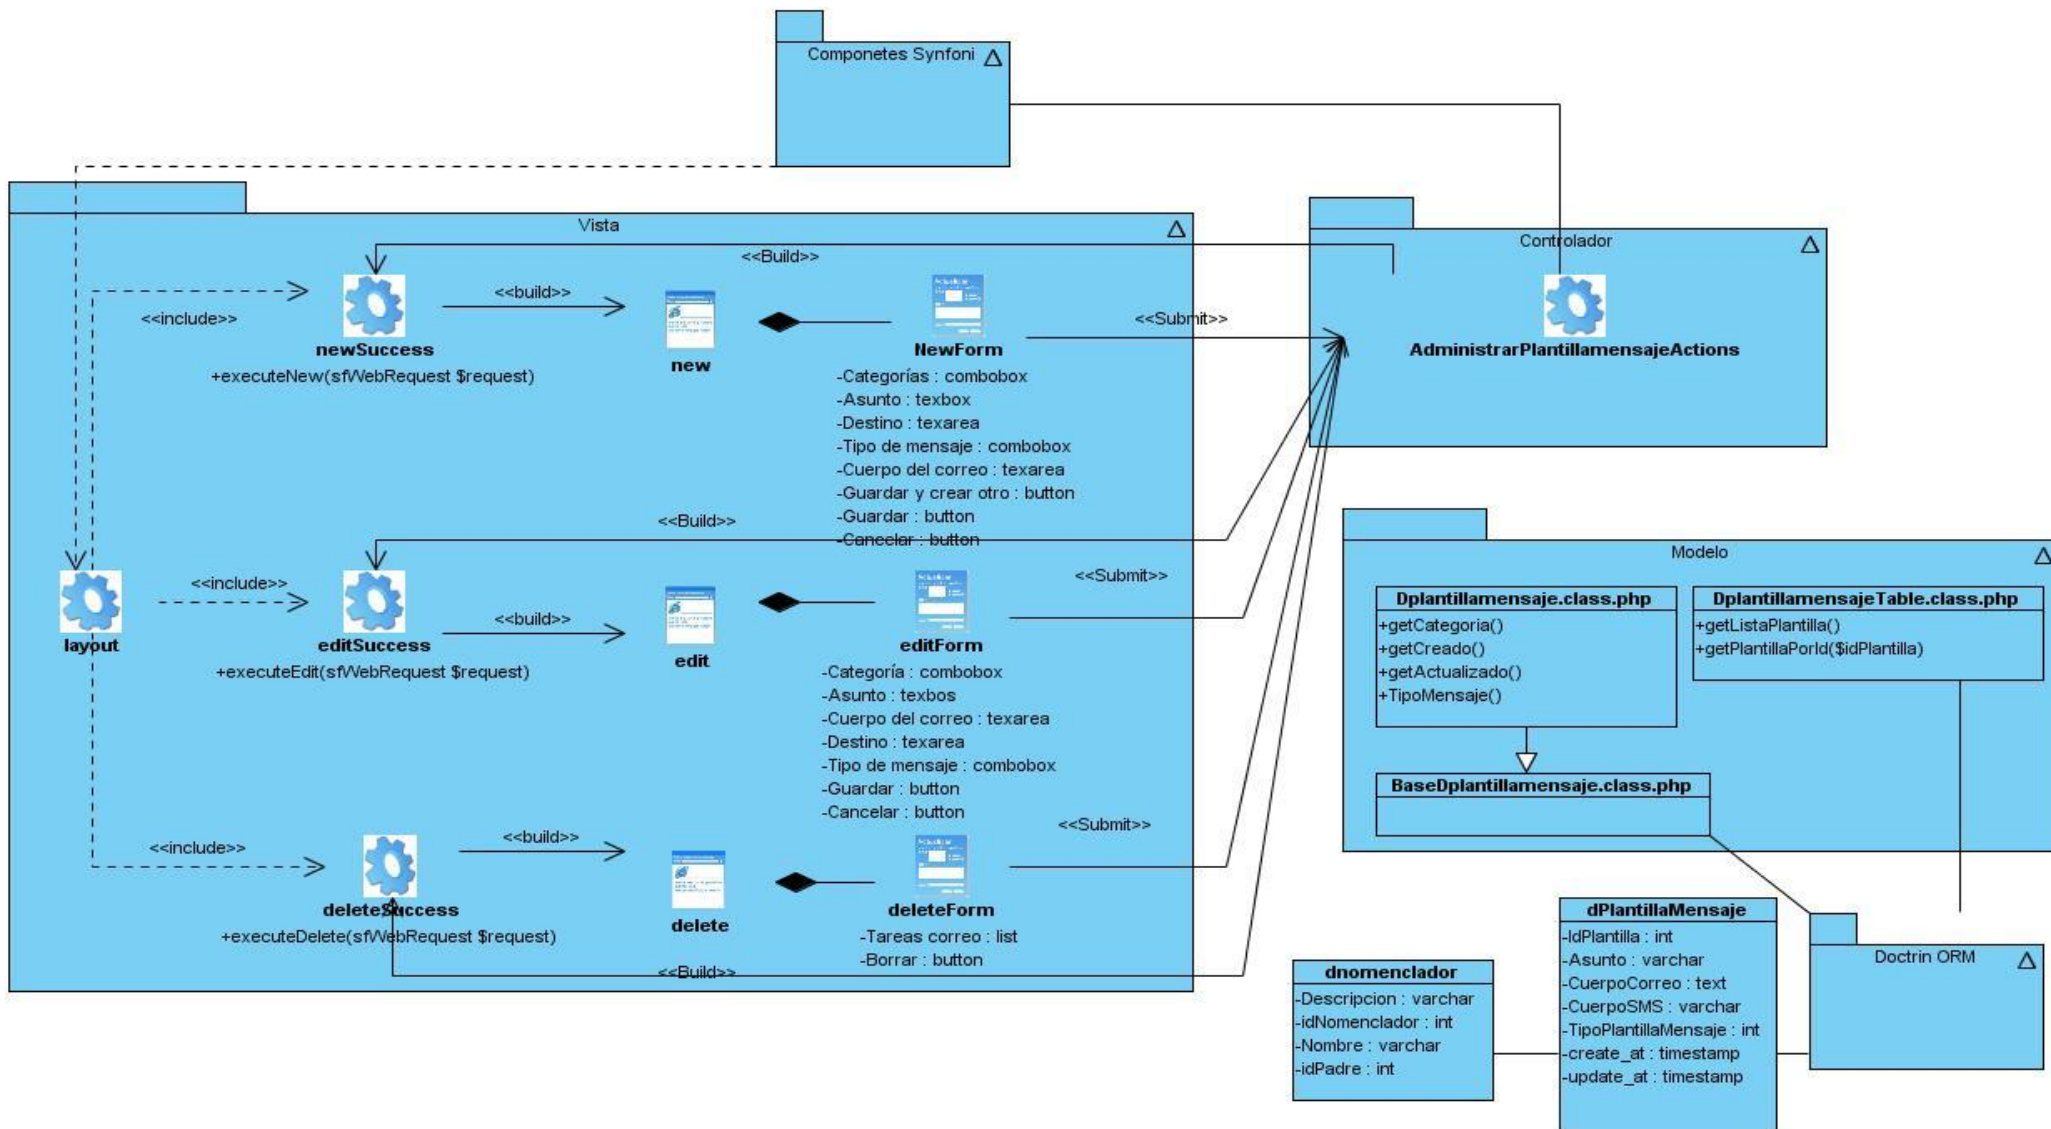 Componetes Synfoni
Vista
<<Build>>
<<include>>
<<build>>
<<Submit>>
newSuccess
+executeNew(sfWebRequest $request)
new
NewForm
-Categorías : combobox
-Asunto : texbox
-Destino : texarea
-Tipo de mensaje : combobox
-Cuerpo del correo : texarea
-Guardar y crear otro : button
-Guardar : button
-Cancelar : button
<<Build>>
<<include>>
<<build>>
<<Submit>>
layout
editSuccess
+executeEdit(sfWebRequest $request)
edit
editForm
-Categoría : combobox
-Asunto : texbos
-Cuerpo del correo : texarea
-Destino : texarea
-Tipo de mensaje : combobox
-Guardar : button
-Cancelar : button
<<include>>
<<build>>
<<Submit>>
deleteSuccess
+executeDelete(sfWebRequest $request)
delete
deleteForm
-Tareas correo : list
-Borrar : button
<<Build>>
Controlador
AdministrarPlantillamensajeActions
Modelo
Dplantillamensaje.class.php
+getCategoria()
+getCreado()
+getActualizado()
+TipoMensaje()
DplantillamensajeTable.class.php
+getListaPlantilla()
+getPlantillaPorId($idPlantilla)
BaseDplantillamensaje.class.php
dnomenclador
-Descripcion : varchar
-idNomenclador : int
-Nombre : varchar
-idPadre : int
dPlantillaMensaje
-IdPlantilla : int
-Asunto : varchar
-CuerpoCorreo : text
-CuerpoSMS : varchar
-TipoPlantillaMensaje : int
-create_at : timestamp
-update_at : timestamp
Doctrin ORM